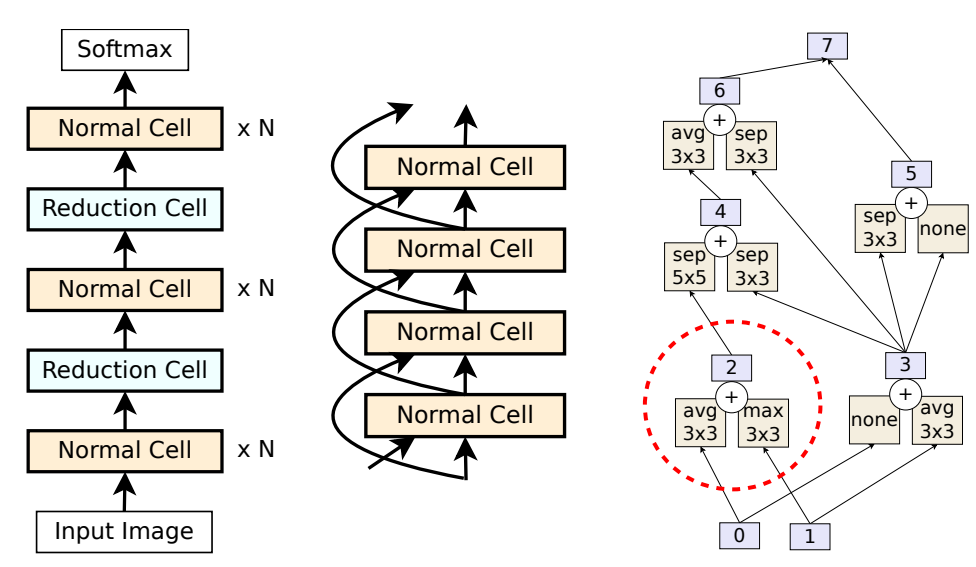 Softmax
Normal Cell
x N
Reduction Cell
Normal Cell
x N
Reduction Cell
Normal Cell
x N
Input Image
Normal Cell
Normal Cell
Normal Cell
Normal Cell
7
6
+
avg
3x3
sep
3x3
5
+
sep
3x3
none
4
+
sep
5x5
sep
3x3
2
+
avg
3x3
max
3x3
3
+
none
avg
3x3
0
1